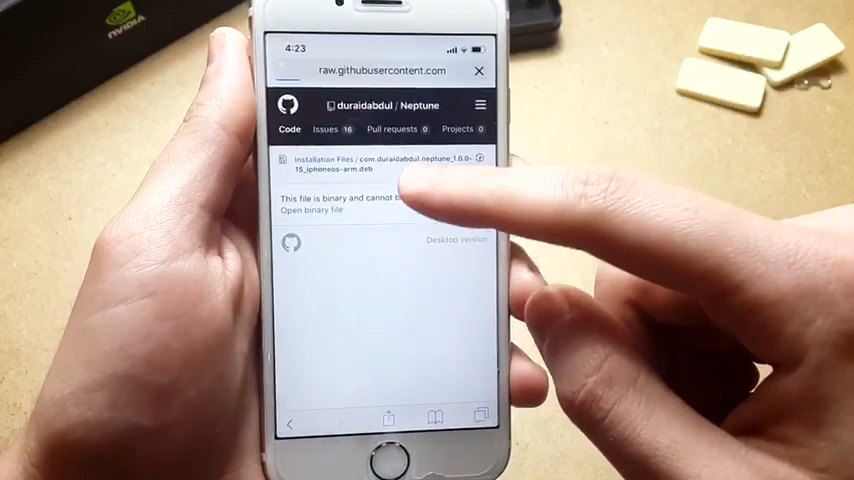 NVIDIA
4:23
raw.githubusercontent.com
duraidabdul / Neptune
Code Issues 16 Pull requests 0 Projects 0
Installation Files / com.duraidabdul.neptune_1.0.0-
15_iphoneos-arm.deb
This file is binary and cannot b
Open binary file
Desktop version